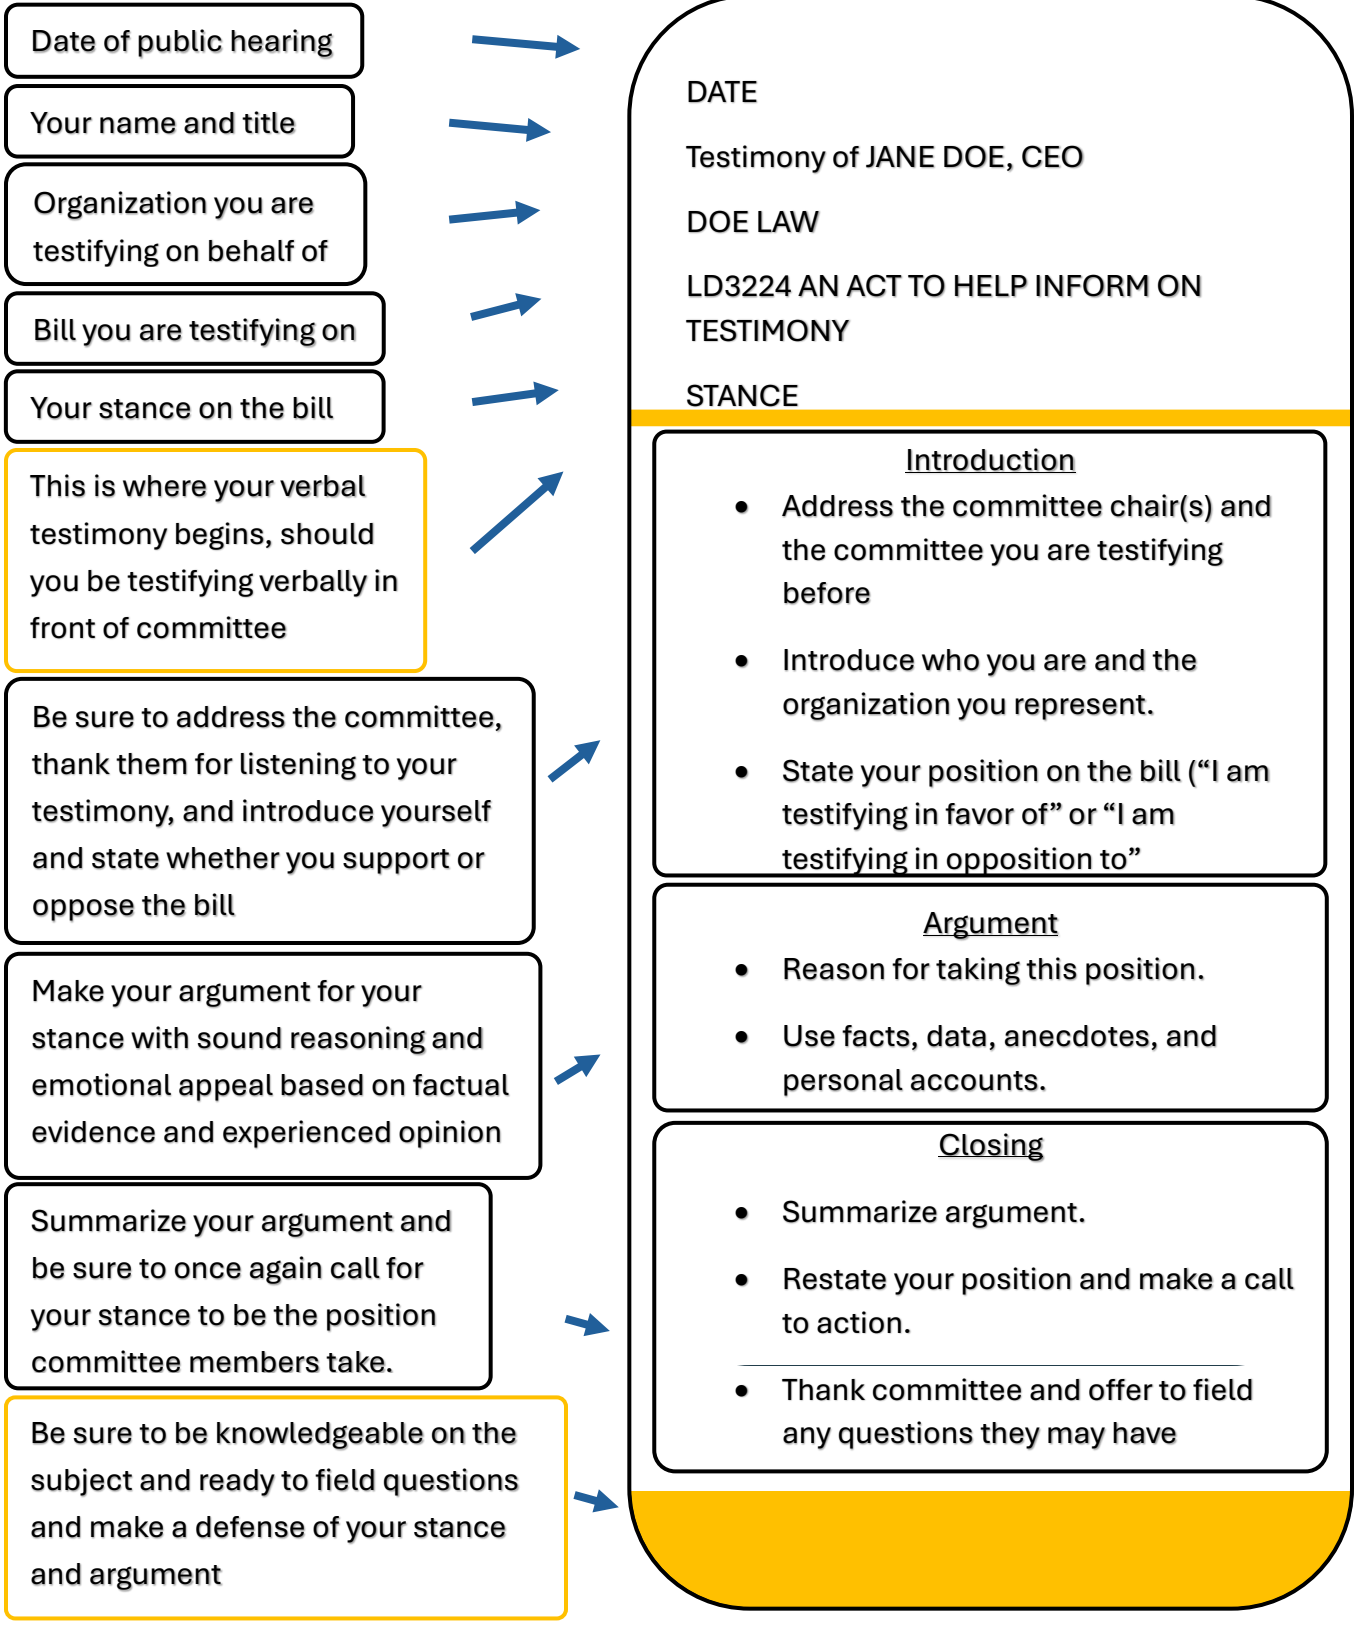 Date of public hearing
Your name and title
Organization you are
testifying on behalf of
Bill you are testifying on
Your stance on the bill
This is where your verbal
testimony begins, should
you be testifying verbally in
front of committee
Be sure to address the committee,
thank them for listening to your
testimony, and introduce yourself
and state whether you support or
oppose the bill
Make your argument for your
stance with sound reasoning and
emotional appeal based on factual
evidence and experienced opinion
Summarize your argument and
be sure to once again call for
your stance to be the position
committee members take.
Be sure to be knowledgeable on the
subject and ready to field questions
and make a defense of your stance
and argument
DATE
Testimony of JANE DOE, CEO
DOE LAW
LD3224 AN ACT TO HELP INFORM ON
TESTIMONY
STANCE
Introduction
• Address the committee chair(s) and
the committee you are testifying
before
• Introduce who you are and the
organization you represent.
• State your position on the bill (“I am
testifying in favor of” or “I am
testifying in opposition to”
Argument
• Reason for taking this position.
• Use facts, data, anecdotes, and
personal accounts.
Closing
• Summarize argument.
• Restate your position and make a call
to action.
• Thank committee and offer to field
any questions they may have